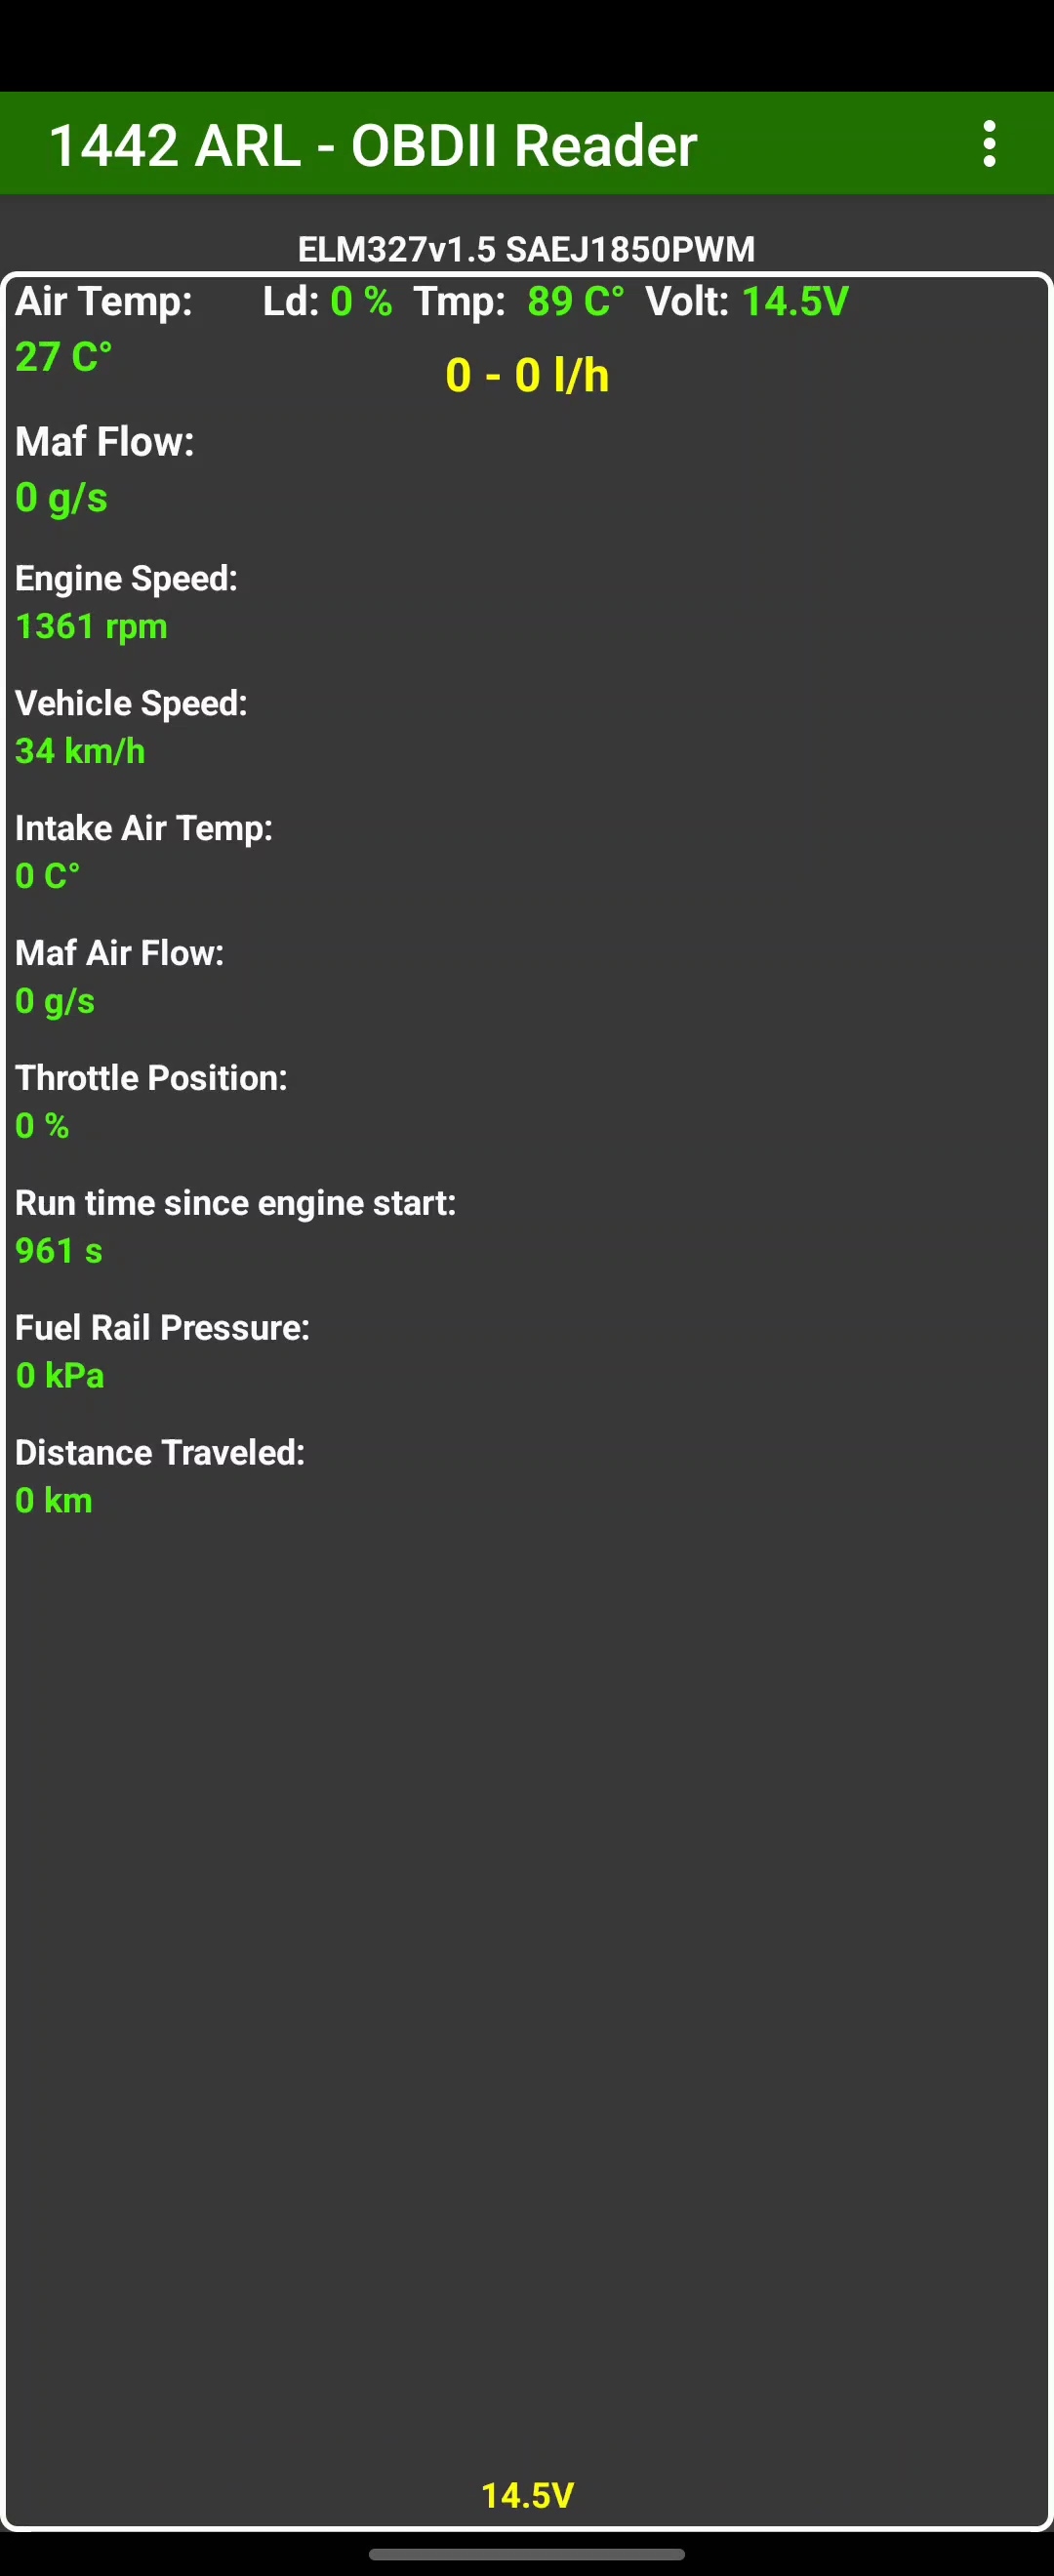 1442 ARL - OBDII Reader
ELM327v1.5 SAEJ1850PWM
Air Temp: Ld: 0 % Tmp: 89 C° Volt: 14.5V
27 C°
0 - 0 l/h
Maf Flow:
0 g/s
Engine Speed:
1361 rpm
Vehicle Speed:
34 km/h
Intake Air Temp:
0 C°
Maf Air Flow:
0 g/s
Throttle Position:
0 %
Run time since engine start:
961 s
Fuel Rail Pressure:
0 kPa
Distance Traveled:
0 km
14.5V